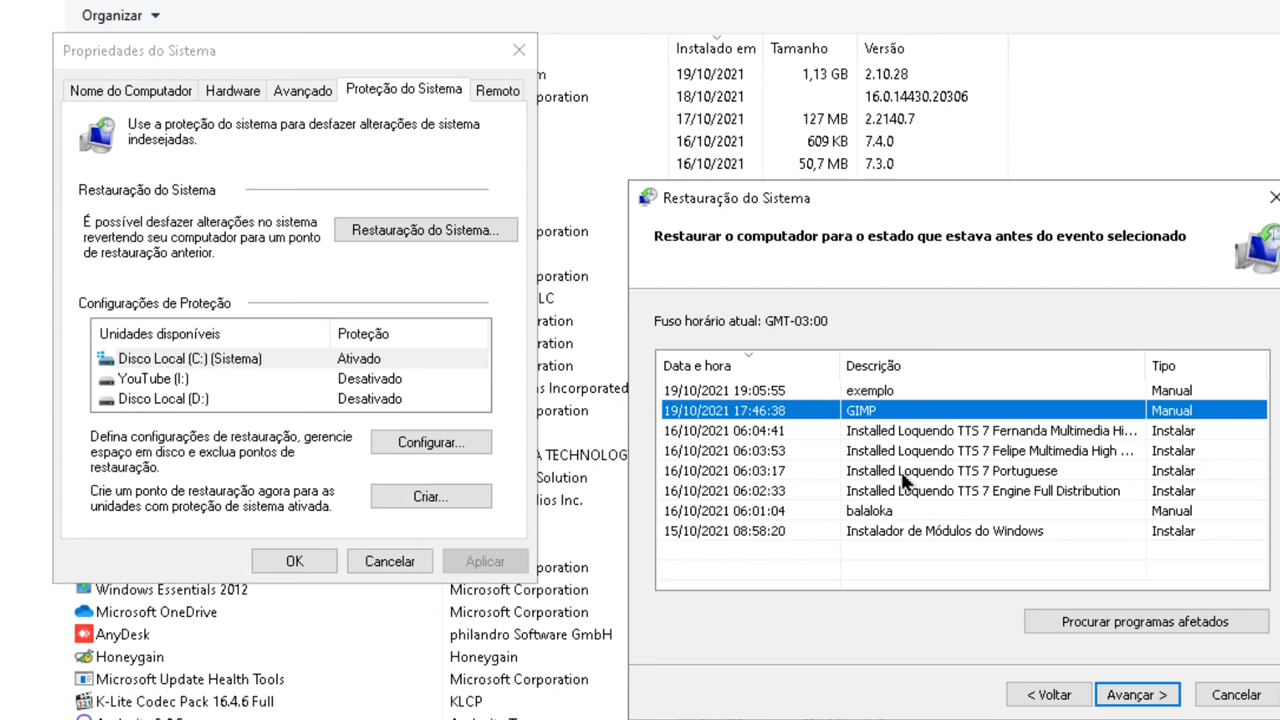 Organizar
Propriedades do Sistema
Nome do Computador Hardware Avançado Proteção do Sistema Remoto
Use a proteção do sistema para desfazer alterações de sistema
indesejadas.
Restauração do Sistema
É possível desfazer alterações no sistema
revertendo seu computador para um ponto
de restauração anterior.
Restauração do Sistema...
Configurações de Proteção
Unidades disponíveis Proteção
Disco Local (C:) (Sistema) Ativado
YouTube (I:) Desativado
Disco Local (D:) Desativado
Defina configurações de restauração, gerencie
espaço em disco e exclua pontos de
restauração.
Configurar...
Crie um ponto de restauração agora para as
unidades com proteção de sistema ativada.
Criar...
OK Cancelar Aplicar
Instalado em Tamanho Versão
m 19/10/2021 1,13 GB 2.10.28
poration 18/10/2021 16.0.14430.20306
17/10/2021 127 MB 2.2140.7
16/10/2021 609 KB 7.4.0
16/10/2021 50,7 MB 7.3.0
poration
poration
LC
ration
ration
s Incorporated
poration
A TECHNOLOG
Solution
ios Inc.
poration
Windows Essentials 2012 Microsoft Corporation
Microsoft OneDrive Microsoft Corporation
AnyDesk philandro Software GmbH
Honeygain Honeygain
Microsoft Update Health Tools Microsoft Corporation
K-Lite Codec Pack 16.4.6 Full KLCP
Restauração do Sistema
Restaurar o computador para o estado que estava antes do evento selecionado
Fuso horário atual: GMT-03:00
Data e hora Descrição Tipo
19/10/2021 19:05:55 exemplo Manual
19/10/2021 17:46:38 GIMP Manual
16/10/2021 06:04:41 Installed Loquendo TTS 7 Fernanda Multimedia Hi... Instalar
16/10/2021 06:03:53 Installed Loquendo TTS 7 Felipe Multimedia High ... Instalar
16/10/2021 06:03:17 Installed Loquendo TTS 7 Portuguese Instalar
16/10/2021 06:02:33 Installed Loquendo TTS 7 Engine Full Distribution Instalar
16/10/2021 06:01:04 balaloka Manual
15/10/2021 08:58:20 Instalador de Módulos do Windows Instalar
Procurar programas afetados
< Voltar Avançar > Cancelar